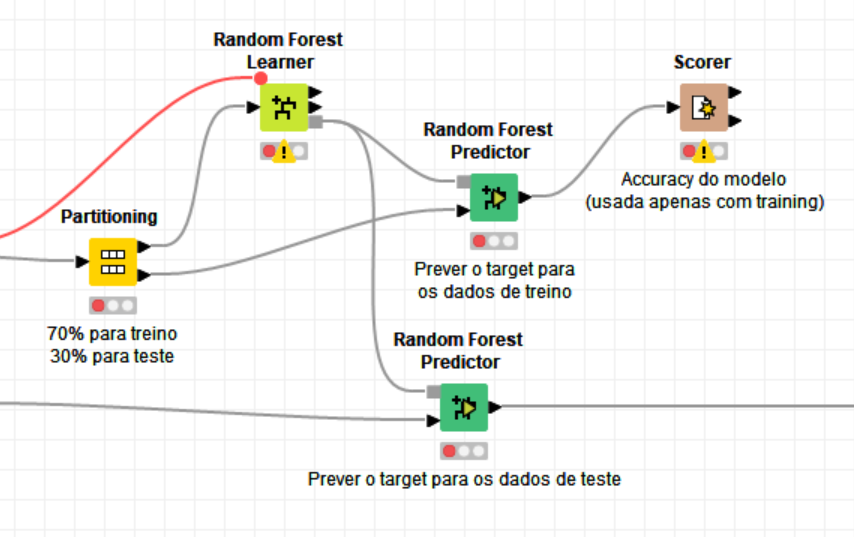 Random Forest
Learner
Scorer
Random Forest
Predictor
Accuracy do modelo
(usada apenas com training)
Partitioning
Prever o target para
os dados de treino
70% para treino
30% para teste
Random Forest
Predictor
Prever o target para os dados de teste